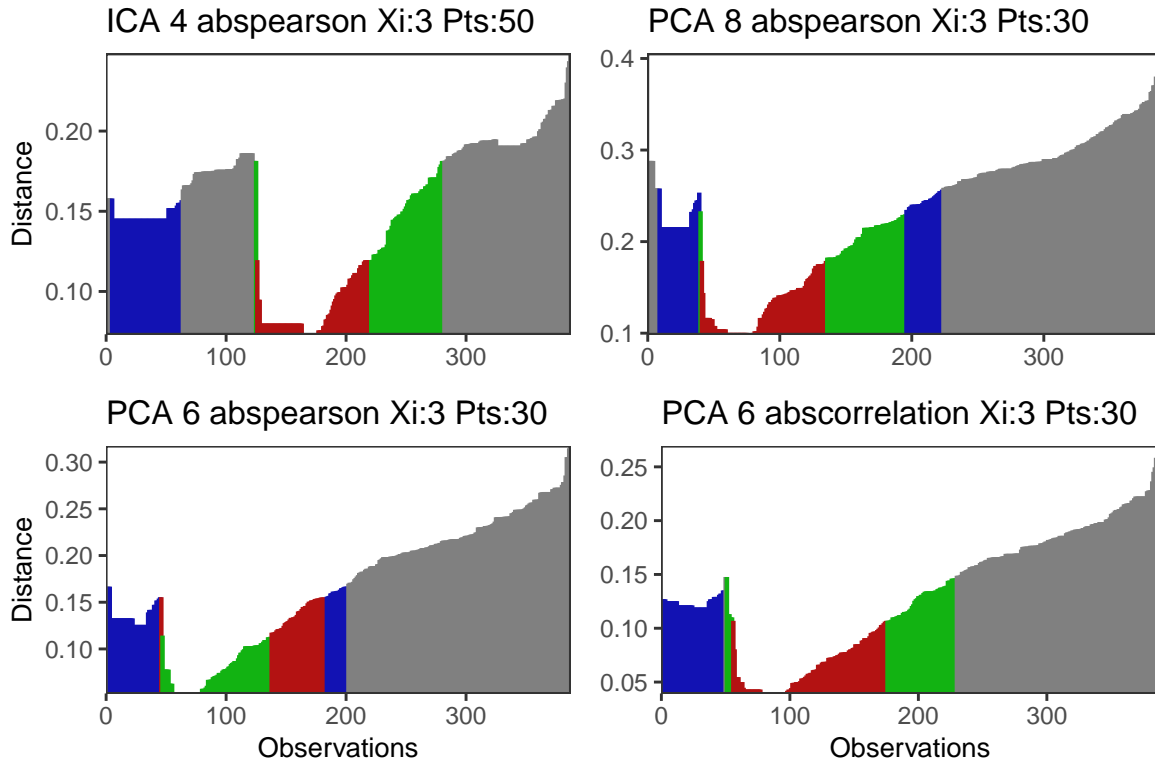 ICA 4 abspearson Xi:3 Pts:50
Distance
0.20
0.15
0.10
0 100 200 300
PCA 8 abspearson Xi:3 Pts:30
0.4
0.3
0.2
0.1
0 100 200 300
PCA 6 abspearson Xi:3 Pts:30
Distance
0.30
0.25
0.20
0.15
0.10
0 100 200 300
Observations
PCA 6 abscorrelation Xi:3 Pts:30
0.25
0.20
0.15
0.10
0.05
0 100 200 300
Observations